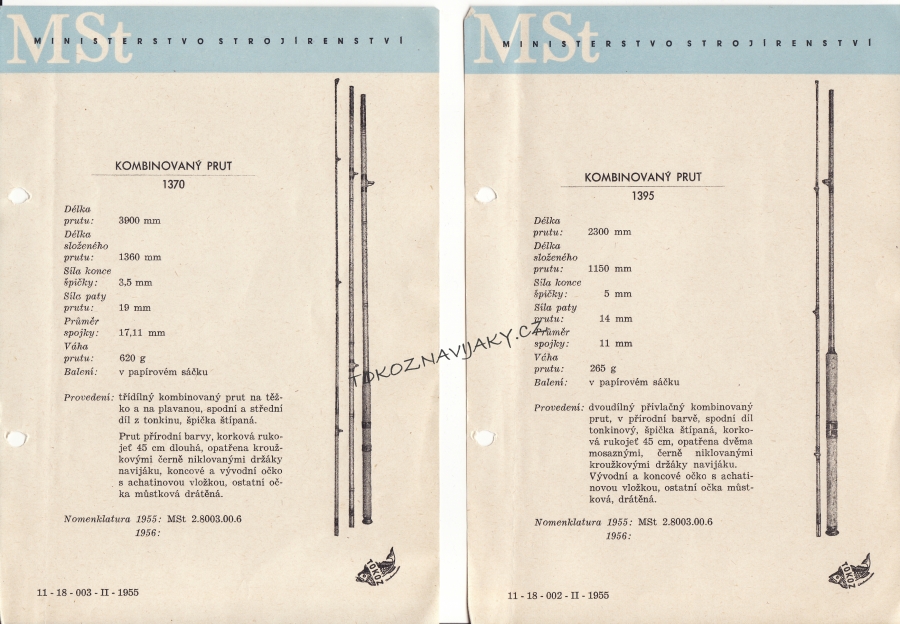 MSt
MINISTERSTVO STROJÍRENSTVÍ
KOMBINOVANÝ PRUT
1370
Délka
prutu: 3900 mm
Délka
složeného
prutu: 1360 mm
Síla konce
špičky: 3,5 mm
Síla paty
prutu: 19 mm
Průměr
spojky: 17,11 mm
Váha
prutu: 620 g
Balení: v papírovém sáčku
Provedení: třídílný kombinovaný prut na těž-
ko a na plavanou, spodní a střední
díl z tonkinu, špička štípaná.
Prut přírodní barvy, korková ruko-
jeť 45 cm dlouhá, opatřena krouž-
kovými černě niklovanými držáky
navijáku, koncové a vývodní očko
s achatinovou vložkou, ostatní oč-
ka můstková drátěná.
Nomenklatura 1955: MSt 2.8003.00.6
1956:
TOKOZ
11 - 18 - 003 - II - 1955
MSt
MINISTERSTVO STROJÍRENSTVÍ
KOMBINOVANÝ PRUT
1395
Délka
prutu: 2300 mm
Délka
složeného
prutu: 1150 mm
Síla konce
špičky: 5 mm
Síla paty
prutu: 14 mm
Průměr
spojky: 11 mm
Váha
prutu: 265 g
Balení: v papírovém sáčku
Provedení: dvoudílný přívlačný kombinovaný
prut, v přírodní barvě, spodní díl
tonkinový, špička štípaná, korko-
vá rukojeť 45 cm, opatřena dvěma
mosaznými, černě niklovanými
kroužkovými držáky navijáku.
Vývodní a koncové očko s achati-
novou vložkou, ostatní očka můst-
ková, drátěná.
Nomenklatura 1955: MSt 2.8003.00.6
1956:
TOKOZ
11 - 18 - 002 - II - 1955
TOKOZNAVIJAKY.CZ